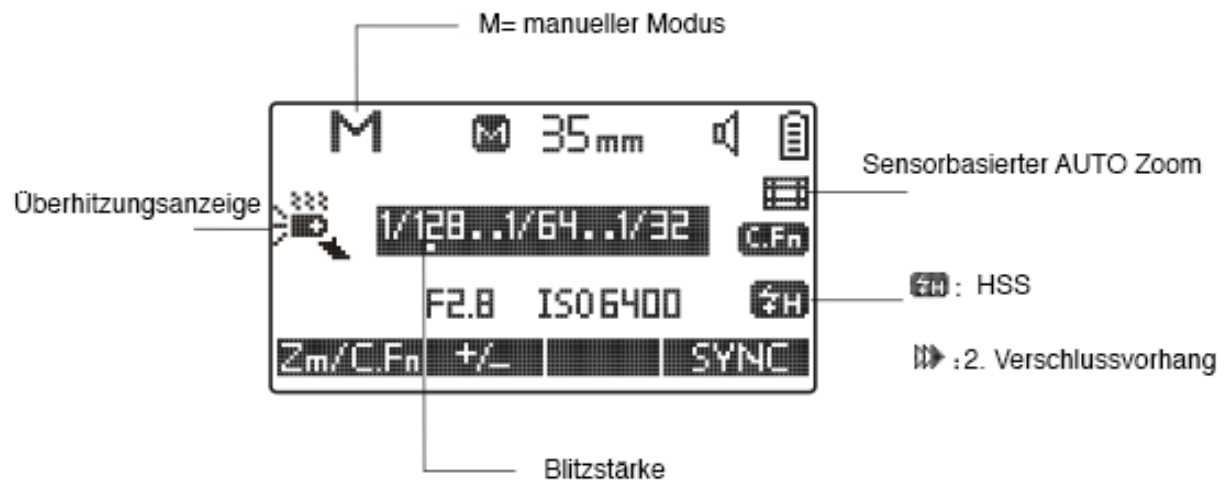 M= manueller Modus
M M 35mm
Sensorbasierter AUTO Zoom
Überhitzungsanzeige
1/128..1/64..1/32
C.Fn
H : HSS
F2.8 ISO6400 H
Zm/C.Fn +/- SYNC
:2. Verschlussvorhang
Blitzstärke